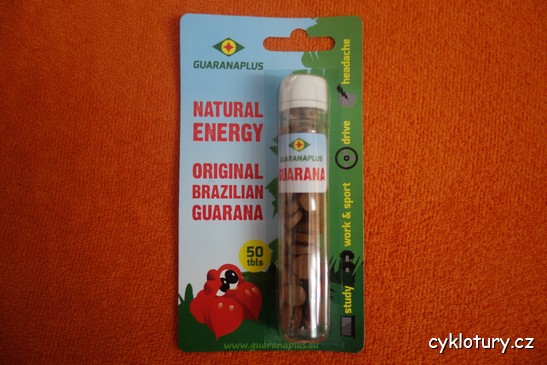 GUARANAPLUS
NATURAL
ENERGY
ORIGINAL
BRAZILIAN
GUARANA
50
tbls
GUARANAPLUS
GUARANA
study
work & sport
drive
headache
www.guaranaplus.eu
cyklotury.cz